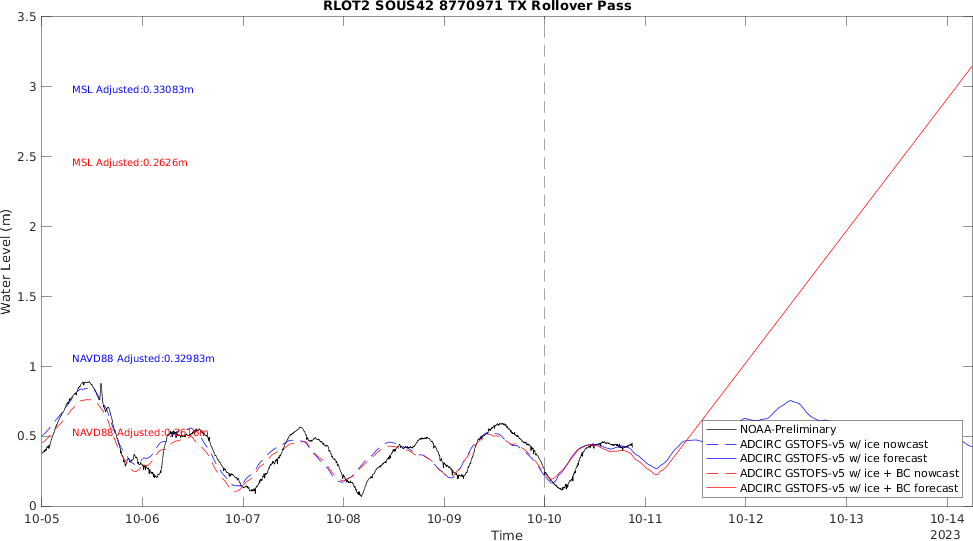 RLOT2 SOUS42 8770971 TX Rollover Pass
3.5
3
2.5
2
1.5
1
0.5
0
Water Level (m)
MSL Adjusted:0.33083m
MSL Adjusted:0.2626m
NAVD88 Adjusted:0.32983m
NAVD88 Adjusted:
NOAA-Preliminary
ADCIRC GSTOFS-v5 w/ ice nowcast
ADCIRC GSTOFS-v5 w/ ice forecast
ADCIRC GSTOFS-v5 w/ ice + BC nowcast
ADCIRC GSTOFS-v5 w/ ice + BC forecast
10-05 10-06 10-07 10-08 10-09 10-10 10-11 10-12 10-13 10-14
Time
2023